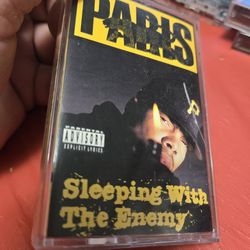 PARIS
PARENTAL
ADVISORY
EXPLICIT LYRICS
Sleeping With
The Enemy